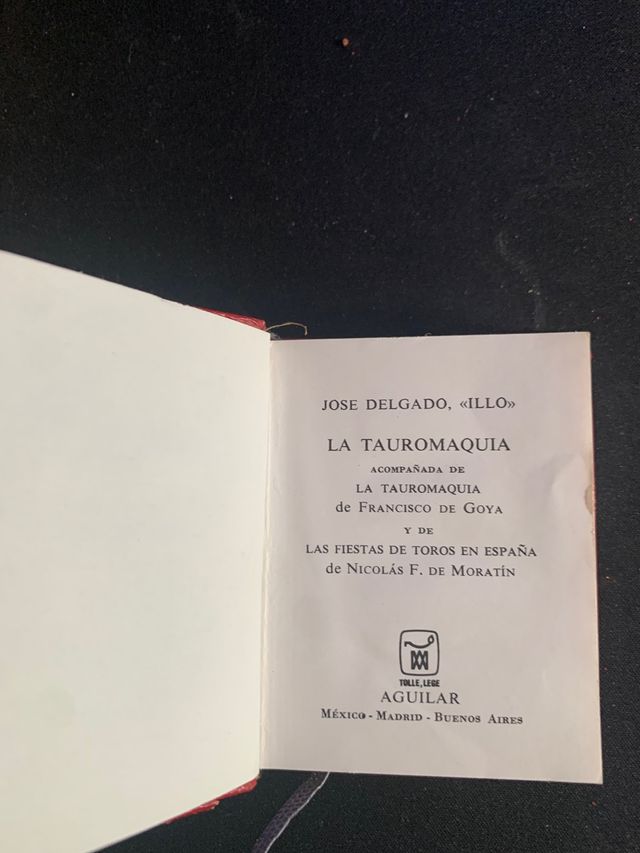 JOSE DELGADO, «ILLO»
LA TAUROMAQUIA
ACOMPAÑADA DE
LA TAUROMAQUIA
de FRANCISCO DE GOYA
Y DE
LAS FIESTAS DE TOROS EN ESPAÑA
de NICOLÁS F. DE MORATÍN
TOLLE, LEGE
AGUILAR
MÉXICO - MADRID - BUENOS AIRES